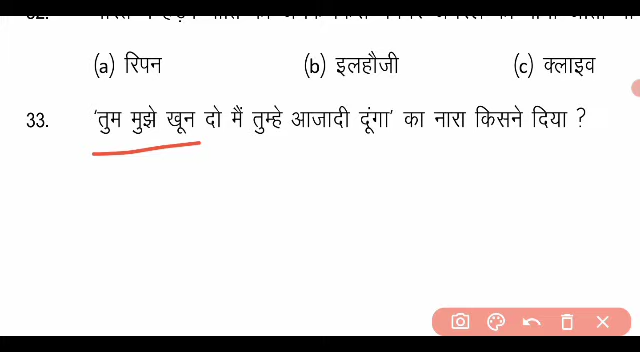 (a) रिपन (b) इलहौजी (c) क्लाइव
33. 'तुम मुझे खून दो मैं तुम्हे आजादी दूंगा' का नारा किसने दिया ?